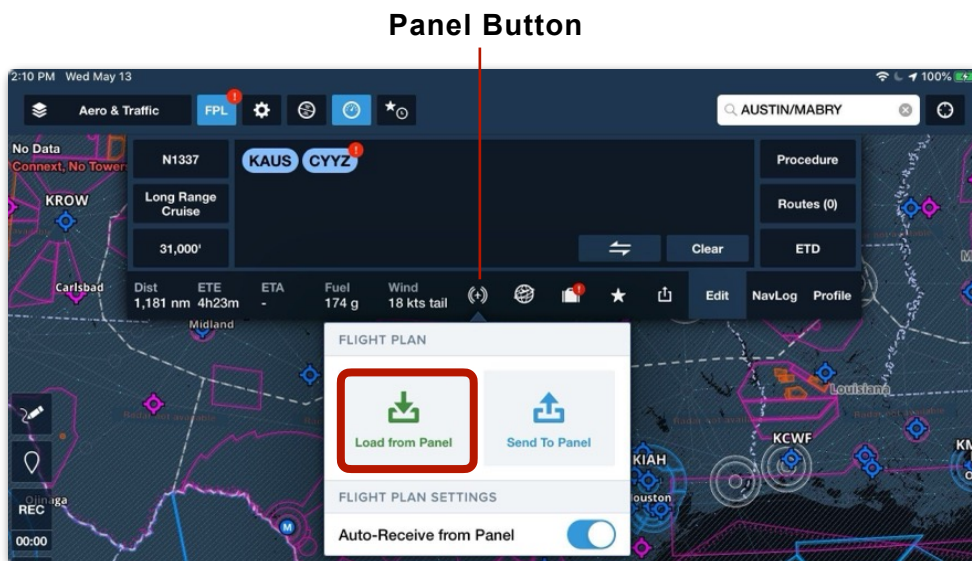 Panel Button
2:10 PM Wed May 13
100%
Aero & Traffic
FPL
AUSTIN/MABRY
No Data
Connext, No Tower
N1337
KAUS CYYZ
Procedure
KROW
Long Range
Cruise
Routes (0)
31,000'
Clear
ETD
Carlsbad
Dist ETE ETA Fuel Wind
1,181 nm 4h23m - 174 g 18 kts tail
Edit NavLog Profile
Midland
FLIGHT PLAN
Louisiana
Load from Panel
Send To Panel
KCWF
KIAH
Houston
Ojinaga
REC
FLIGHT PLAN SETTINGS
M
00:00
Auto-Receive from Panel